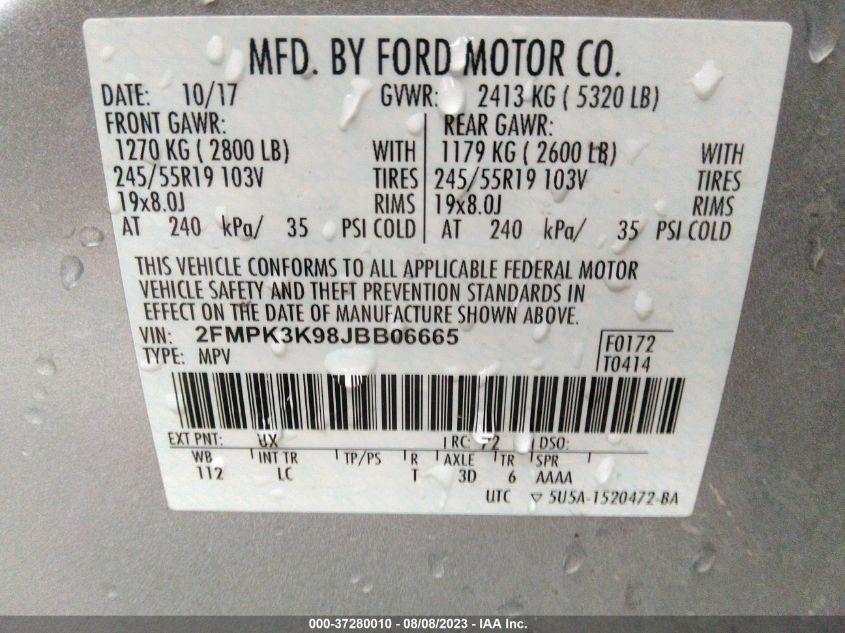 MFD. BY FORD MOTOR CO.
DATE: 10/17 GVWR: 2413 KG ( 5320 LB)
FRONT GAWR: REAR GAWR:
1270 KG ( 2800 LB) WITH 1179 KG ( 2600 LB) WITH
245/55R19 103V TIRES 245/55R19 103V TIRES
19x8.0J RIMS 19x8.0J RIMS
AT 240 kPa/ 35 PSI COLD AT 240 kPa/ 35 PSI COLD
THIS VEHICLE CONFORMS TO ALL APPLICABLE FEDERAL MOTOR
VEHICLE SAFETY AND THEFT PREVENTION STANDARDS IN
EFFECT ON THE DATE OF MANUFACTURE SHOWN ABOVE.
VIN: 2FMPK3K98JBB06665 F0172
TYPE: MPV T0414
EXT PNT: UX RC: 72 DSO:
WB INT TR TP/PS R AXLE TR SPR
112 LC T 3D 6 AAAA
UTC ▽ 5U5A-1520472-BA
000-37280010 - 08/08/2023 - IAA Inc.